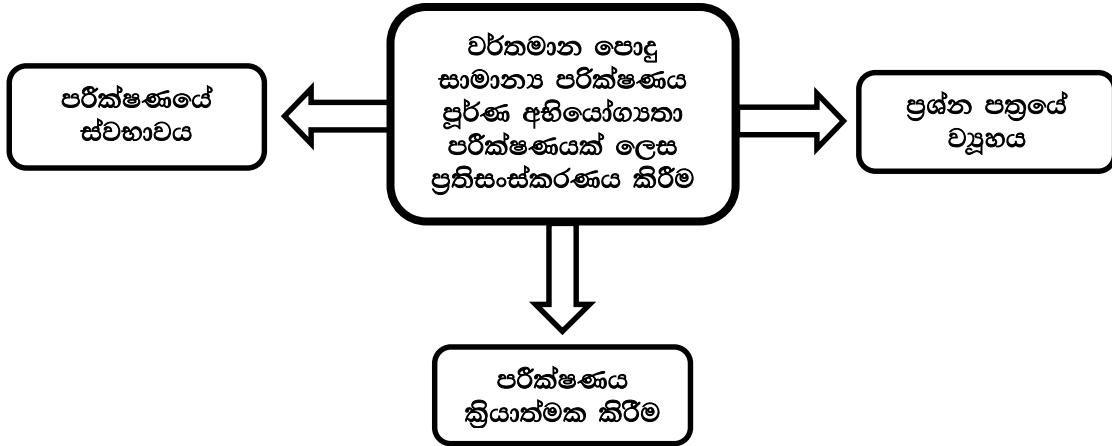 වර්තමාන පොදු
සාමාන්‍ය පරික්ෂණය
පූර්ණ අභියෝග්‍යතා
පරීක්ෂණයක් ලෙස
ප්‍රතිසංස්කරණය කිරීම
පරීක්ෂණයේ
ස්වභාවය
ප්‍රශ්න පත්‍රයේ
ව්‍යූහය
පරීක්ෂණය
ක්‍රියාත්මක කිරීම